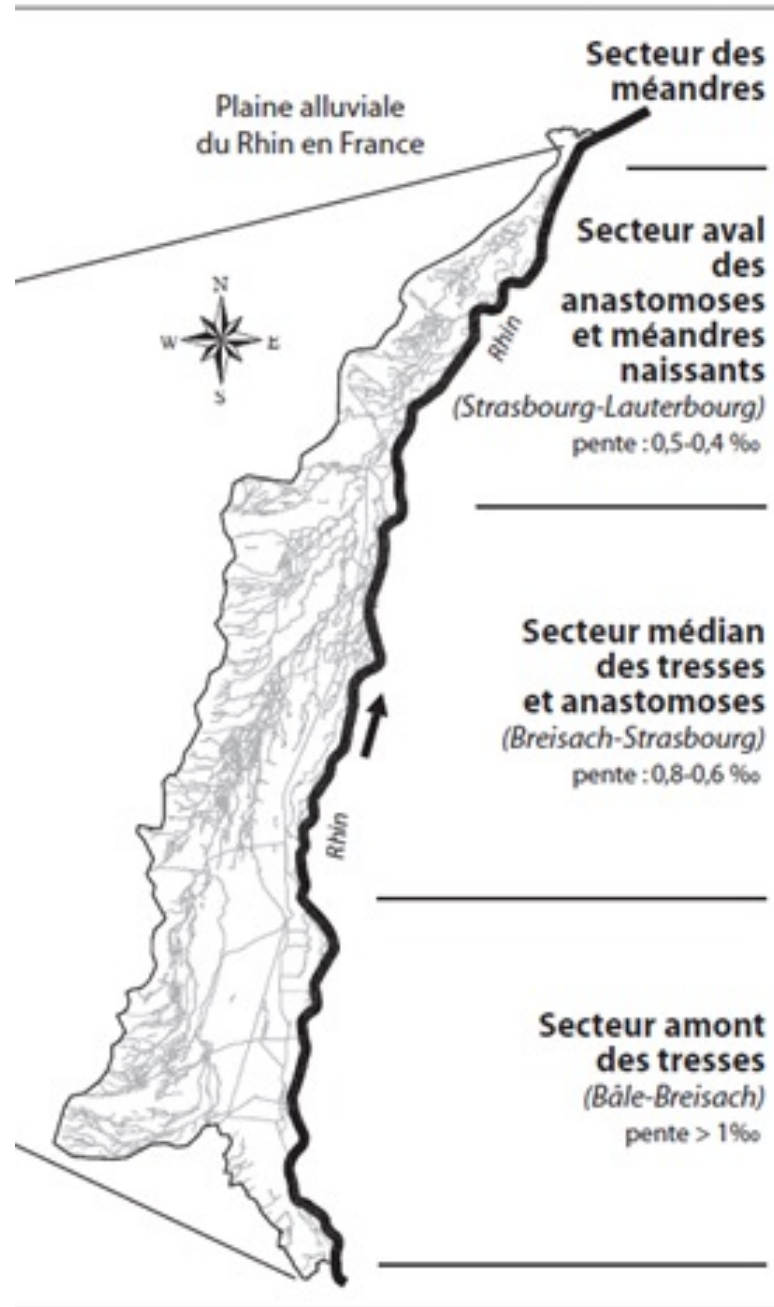 Secteur des
méandres
Plaine alluviale
du Rhin en France
Secteur aval
des
anastomoses
et méandres
naissants
(Strasbourg-Lauterbourg)
pente : 0,5-0,4 ‰
N
W
E
S
Rhin
Secteur médian
des tresses
et anastomoses
(Breisach-Strasbourg)
pente : 0,8-0,6 ‰
Rhin
Secteur amont
des tresses
(Bâle-Breisach)
pente > 1‰